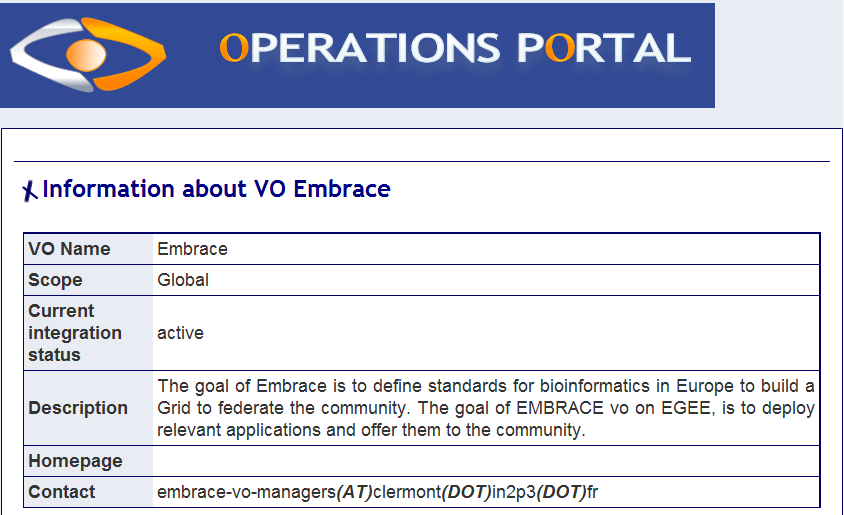 OPERATIONS PORTAL
Information about VO Embrace
VO Name Embrace
Scope Global
Current
integration
status
active
Description
The goal of Embrace is to define standards for bioinformatics in Europe to build a
Grid to federate the community. The goal of EMBRACE vo on EGEE, is to deploy
relevant applications and offer them to the community.
Homepage
Contact embrace-vo-managers(AT)clermont(DOT)in2p3(DOT)fr